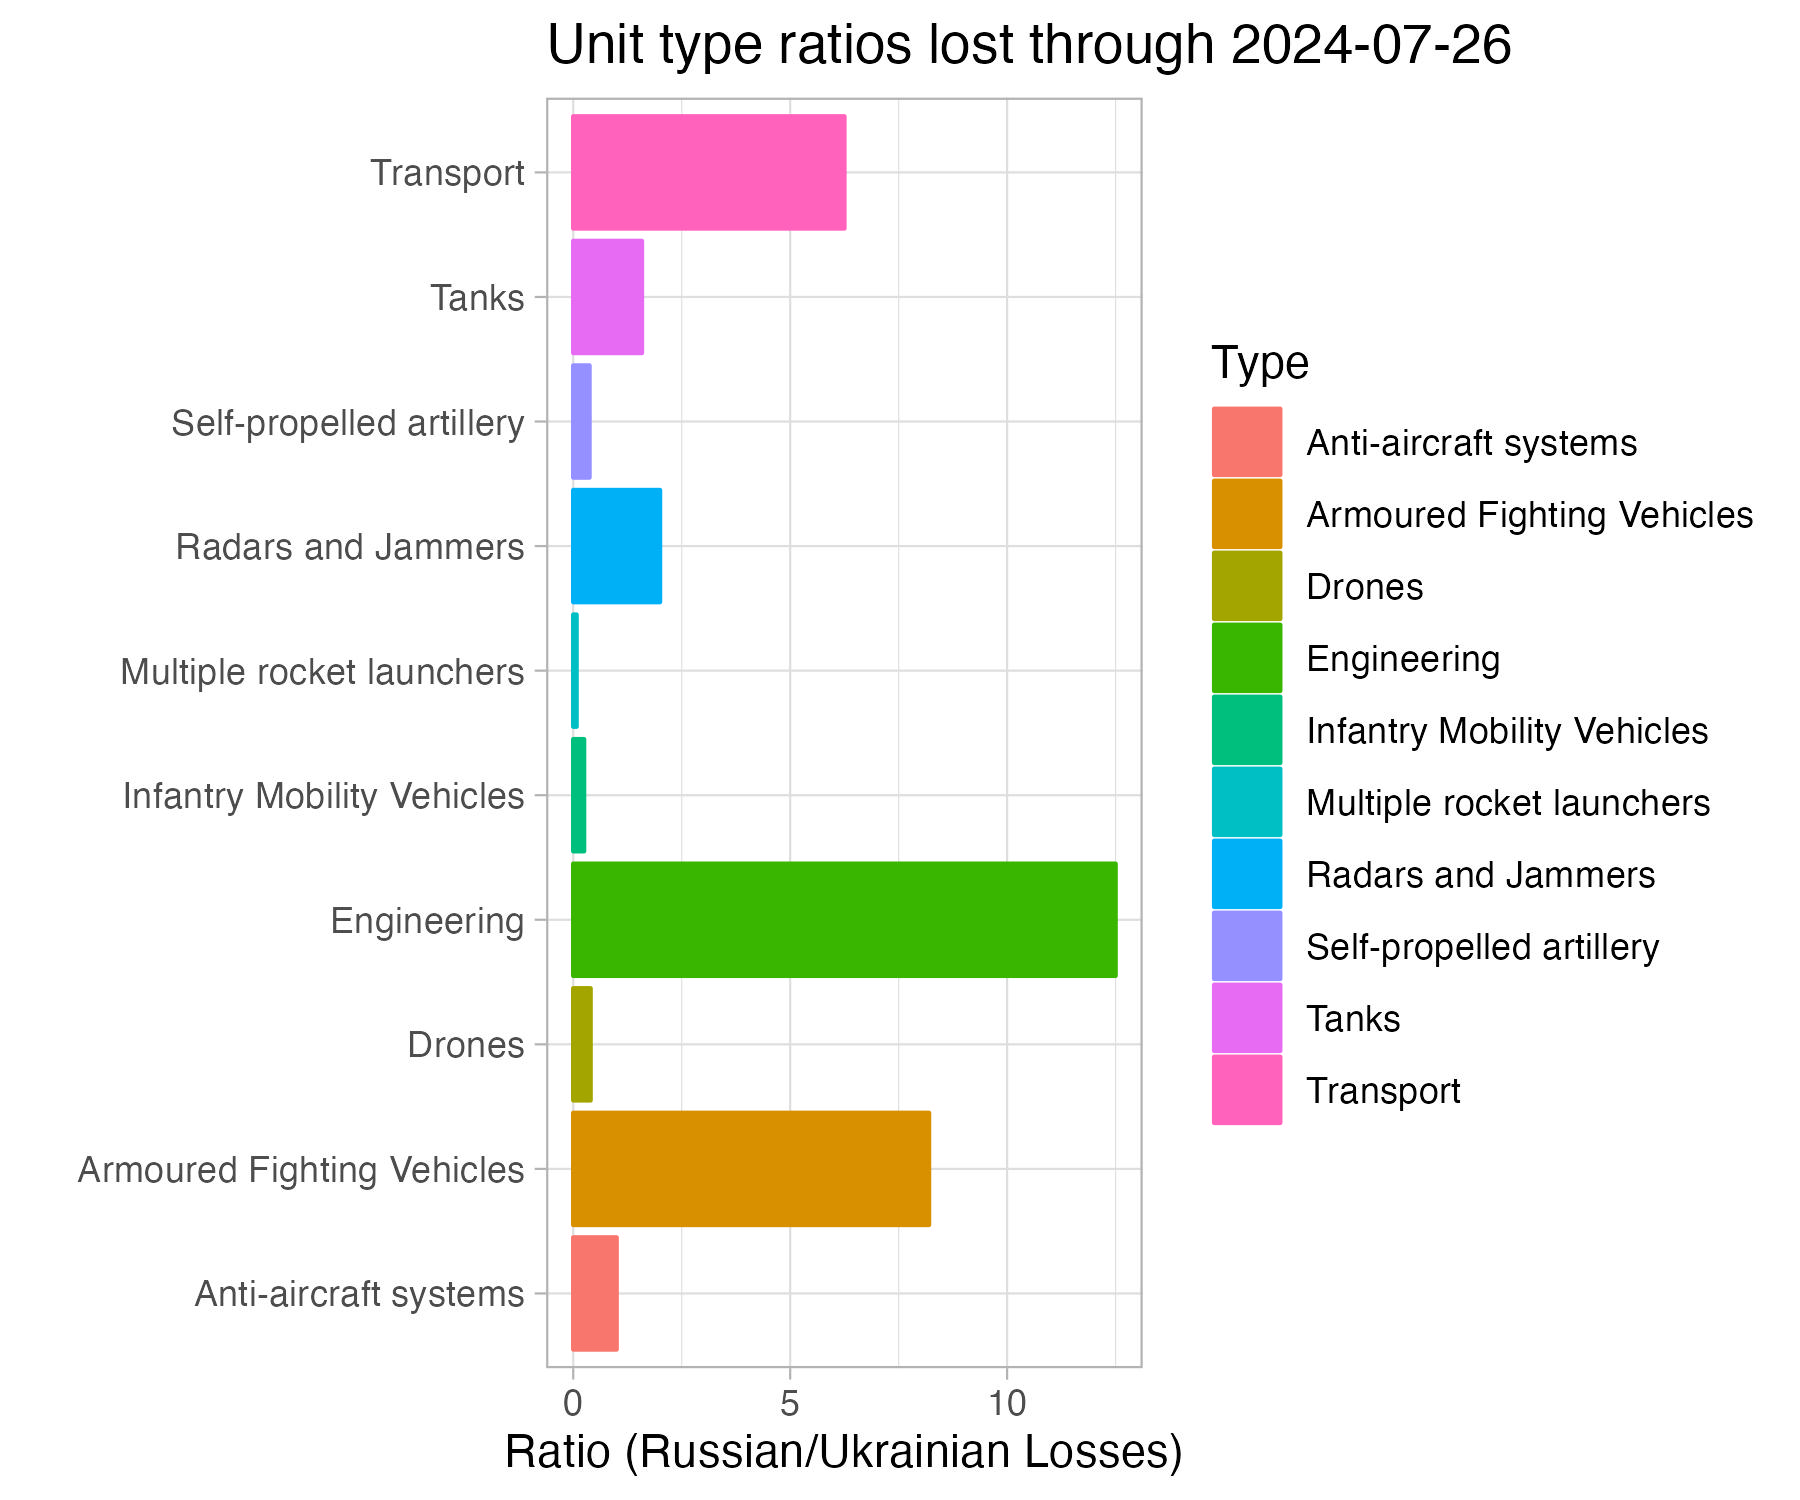 Unit type ratios lost through 2024-07-26
Transport
Tanks
Self-propelled artillery
Radars and Jammers
Multiple rocket launchers
Infantry Mobility Vehicles
Engineering
Drones
Armoured Fighting Vehicles
Anti-aircraft systems
0 5 10
Ratio (Russian/Ukrainian Losses)
Type
Anti-aircraft systems
Armoured Fighting Vehicles
Drones
Engineering
Infantry Mobility Vehicles
Multiple rocket launchers
Radars and Jammers
Self-propelled artillery
Tanks
Transport